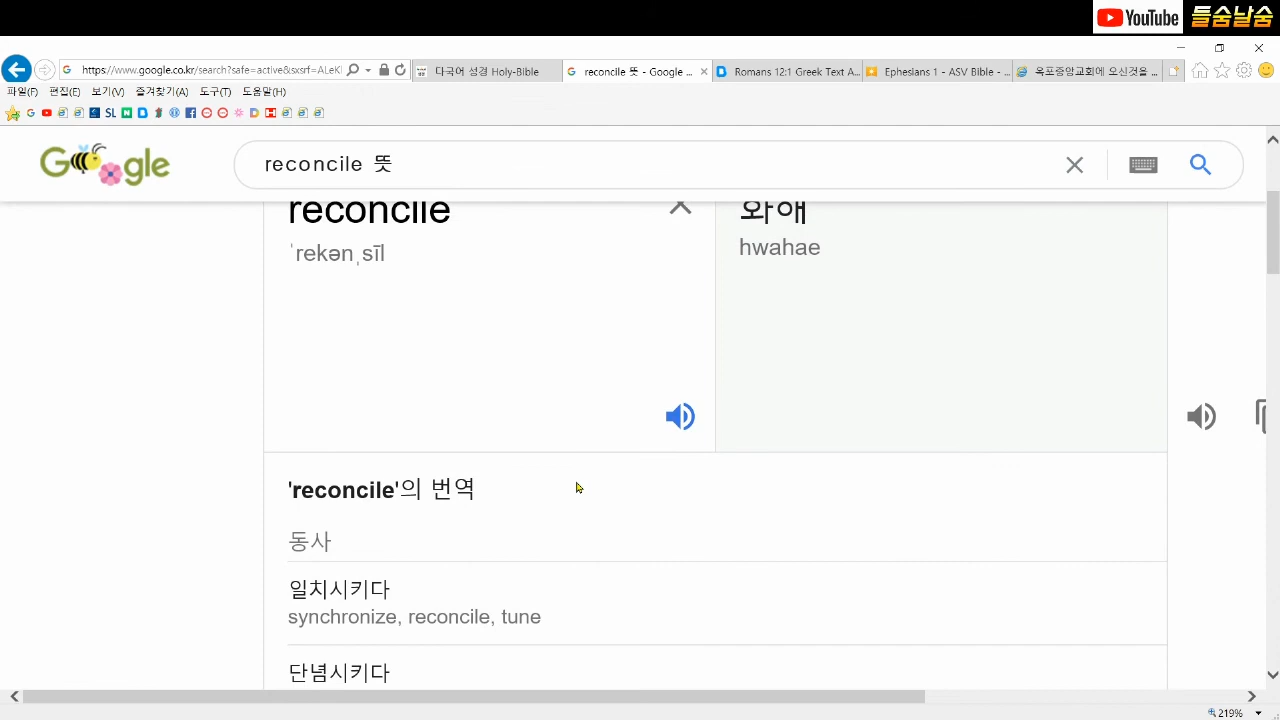 YouTube 들숨날숨
https://www.google.co.kr/search?safe=active&sxsrf=ALeK
다국어 성경 Holy-Bible
reconcile 뜻 - Google ...
Romans 12:1 Greek Text A...
Ephesians 1 - ASV Bible - ...
옥포중앙교회에 오신것을 ...
파일(F) 편집(E) 보기(V) 즐겨찾기(A) 도구(T) 도움말(H)
Google
reconcile 뜻
reconcile
화해
ˈrekənˌsīl
hwahae
'reconcile'의 번역
동사
일치시키다
synchronize, reconcile, tune
단념시키다
219%